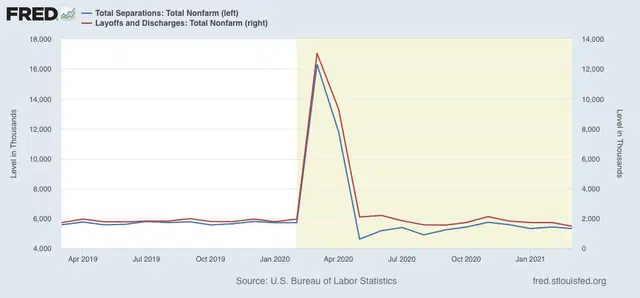 FRED
Total Separations: Total Nonfarm (left)
Layoffs and Discharges: Total Nonfarm (right)
18,000
16,000
14,000
12,000
10,000
8,000
6,000
4,000
Level in Thousands
14,000
12,000
10,000
8,000
6,000
4,000
2,000
0
Level in Thousands
Apr 2019
Jul 2019
Oct 2019
Jan 2020
Apr 2020
Jul 2020
Oct 2020
Jan 2021
Source: U.S. Bureau of Labor Statistics
fred.stlouisfed.org